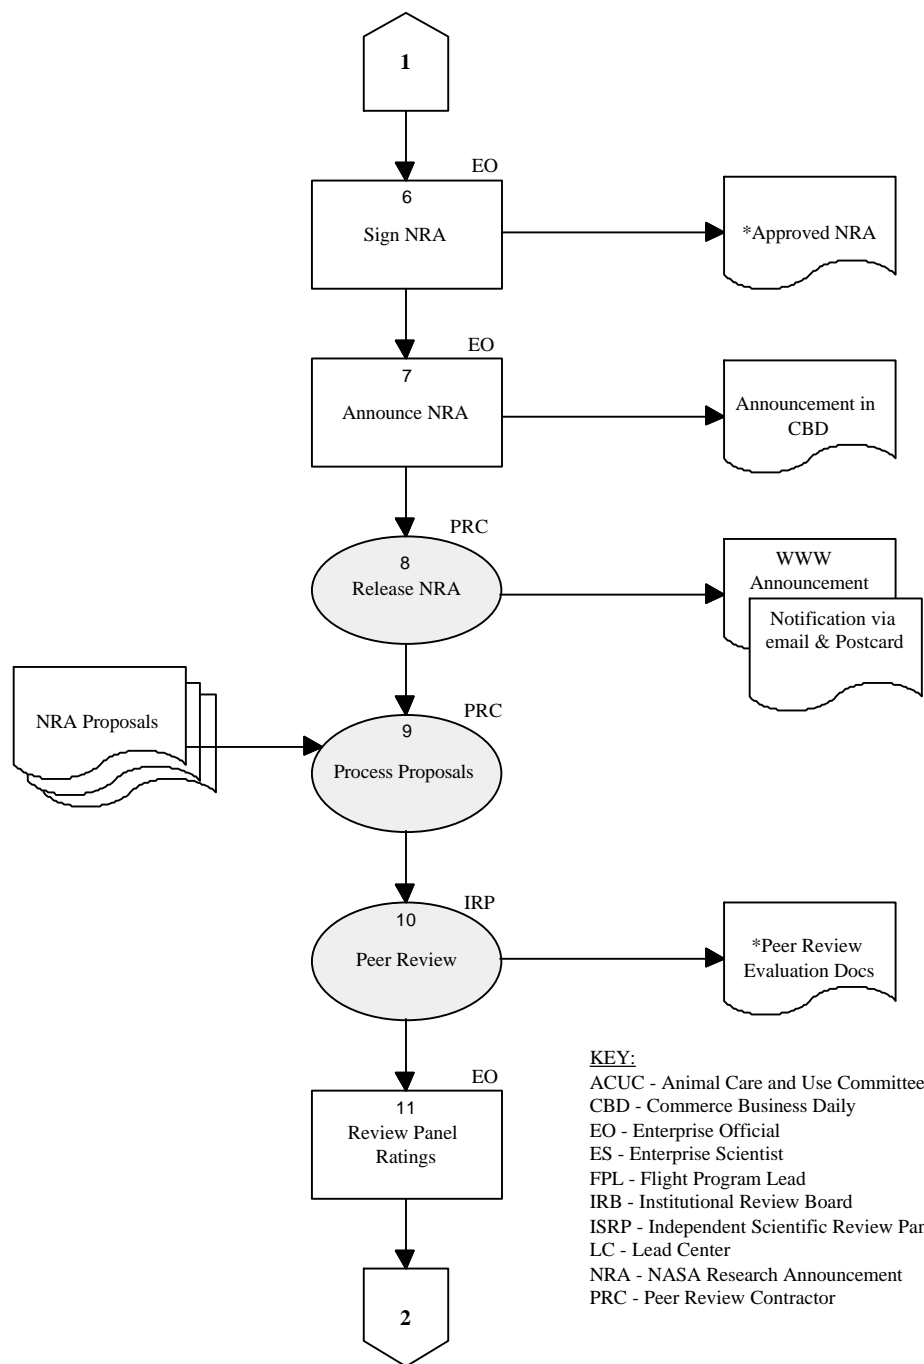 1
EO
6
Sign NRA
*Approved NRA
EO
7
Announce NRA
Announcement in
CBD
PRC
8
Release NRA
WWW
Announcement
Notification via
email & Postcard
NRA Proposals
PRC
9
Process Proposals
IRP
10
Peer Review
*Peer Review
Evaluation Docs
EO
11
Review Panel
Ratings
2
KEY:
ACUC - Animal Care and Use Committee
CBD - Commerce Business Daily
EO - Enterprise Official
ES - Enterprise Scientist
FPL - Flight Program Lead
IRB - Institutional Review Board
ISRP - Independent Scientific Review Pan
LC - Lead Center
NRA - NASA Research Announcement
PRC - Peer Review Contractor